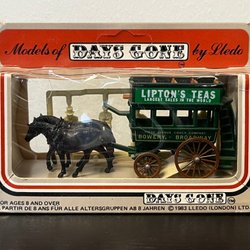 Models of DAYS GONE by Lledo
LIPTON'S TEAS
LARGEST SALES IN THE WORLD
BOWERY - BROADWAY
DAYS GONE
FOR AGES 8 AND OVER
A PARTIR DE 8 ANS FÜR ALLE ALTERSGRUPPEN AB 8 JAHREN © 1983 LLEDO (LONDON) LTD.